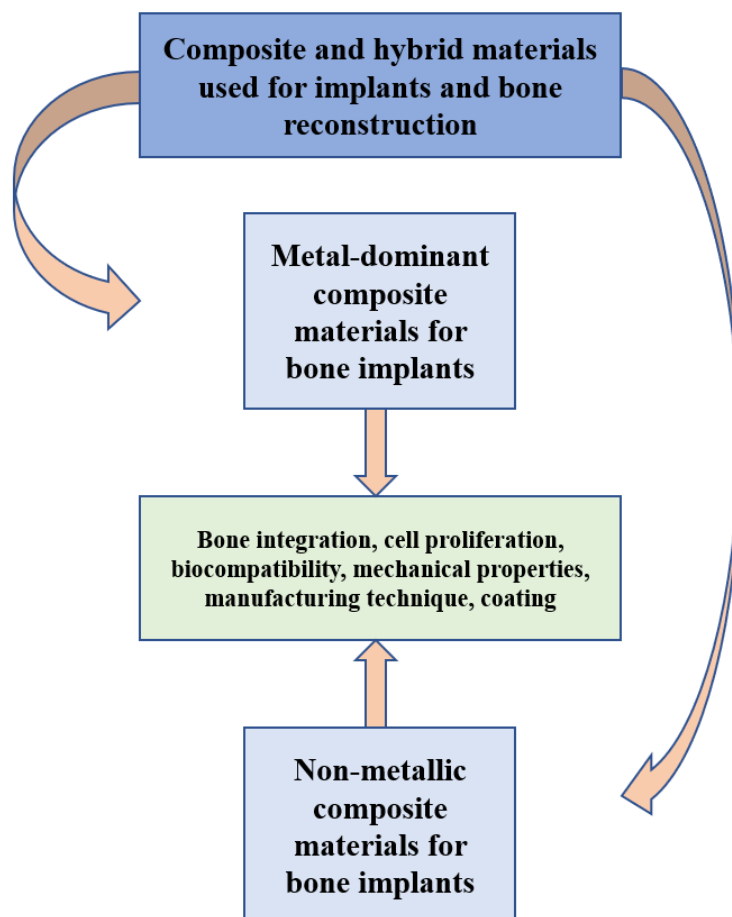 Composite and hybrid materials
used for implants and bone
reconstruction
Metal-dominant
composite
materials for
bone implants
Bone integration, cell proliferation,
biocompatibility, mechanical properties,
manufacturing technique, coating
Non-metallic
composite
materials for
bone implants